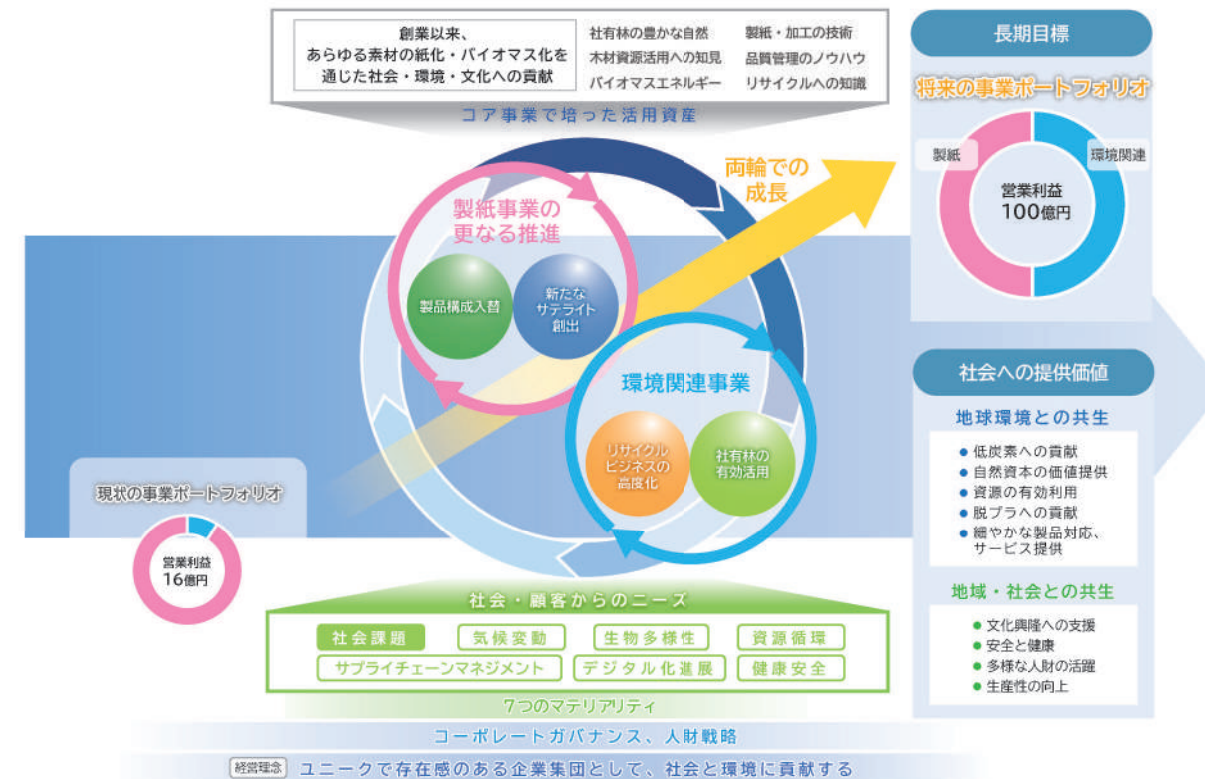 創業以来、
あらゆる素材の紙化・バイオマス化を
通じた社会・環境・文化への貢献
社有林の豊かな自然
木材資源活用への知見
バイオマスエネルギー
製紙・加工の技術
品質管理のノウハウ
リサイクルへの知識
コア事業で培った活用資産
両輪での
成長
製紙事業の
更なる推進
製品構成入替
新たな
サテライト
創出
環境関連事業
リサイクル
ビジネスの
高度化
社有林の
有効活用
現状の事業ポートフォリオ
営業利益
16億円
長期目標
将来の事業ポートフォリオ
製紙
環境関連
営業利益
100億円
社会への提供価値
地球環境との共生
● 低炭素への貢献
● 自然資本の価値提供
● 資源の有効利用
● 脱プラへの貢献
● 細やかな製品対応、
サービス提供
地域・社会との共生
● 文化興隆への支援
● 安全と健康
● 多様な人財の活躍
● 生産性の向上
社会・顧客からのニーズ
社会課題 気候変動 生物多様性 資源循環
サプライチェーンマネジメント デジタル化進展 健康安全
7つのマテリアリティ
コーポレートガバナンス、人財戦略
経営理念 ユニークで存在感のある企業集団として、社会と環境に貢献する